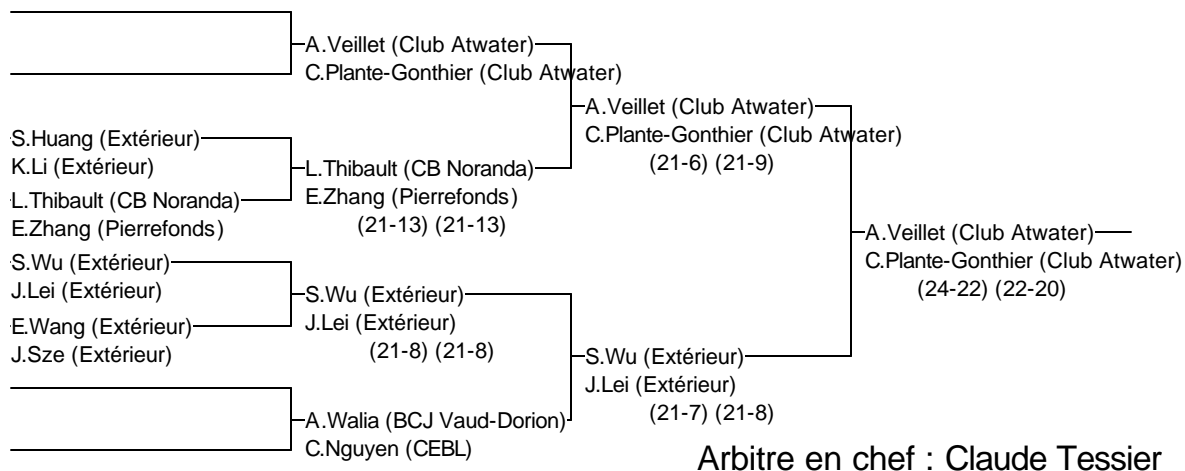 A.Veillet (Club Atwater)
C.Plante-Gonthier (Club Atwater)
A.Veillet (Club Atwater)
C.Plante-Gonthier (Club Atwater)
(21-6) (21-9)
S.Huang (Extérieur)
K.Li (Extérieur)
L.Thibault (CB Noranda)
E.Zhang (Pierrefonds)
(21-13) (21-13)
L.Thibault (CB Noranda)
E.Zhang (Pierrefonds)
A.Veillet (Club Atwater)
C.Plante-Gonthier (Club Atwater)
(24-22) (22-20)
S.Wu (Extérieur)
J.Lei (Extérieur)
S.Wu (Extérieur)
J.Lei (Extérieur)
(21-8) (21-8)
E.Wang (Extérieur)
J.Sze (Extérieur)
S.Wu (Extérieur)
J.Lei (Extérieur)
(21-7) (21-8)
A.Walia (BCJ Vaud-Dorion)
C.Nguyen (CEBL)
Arbitre en chef : Claude Tessier